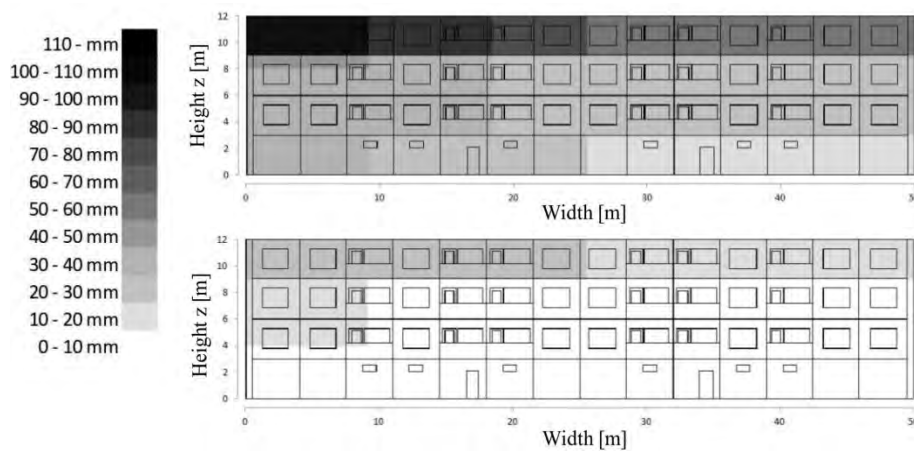 110 - mm
100 - 110 mm
90 - 100 mm
80 - 90 mm
70 - 80 mm
60 - 70 mm
50 - 60 mm
40 - 50 mm
30 - 40 mm
20 - 30 mm
10 - 20 mm
0 - 10 mm
Height z [m]
12
10
8
6
4
2
0
0 10 20 30 40 50
Width [m]
Height z [m]
12
10
8
6
4
2
0
0 10 20 30 40 50
Width [m]